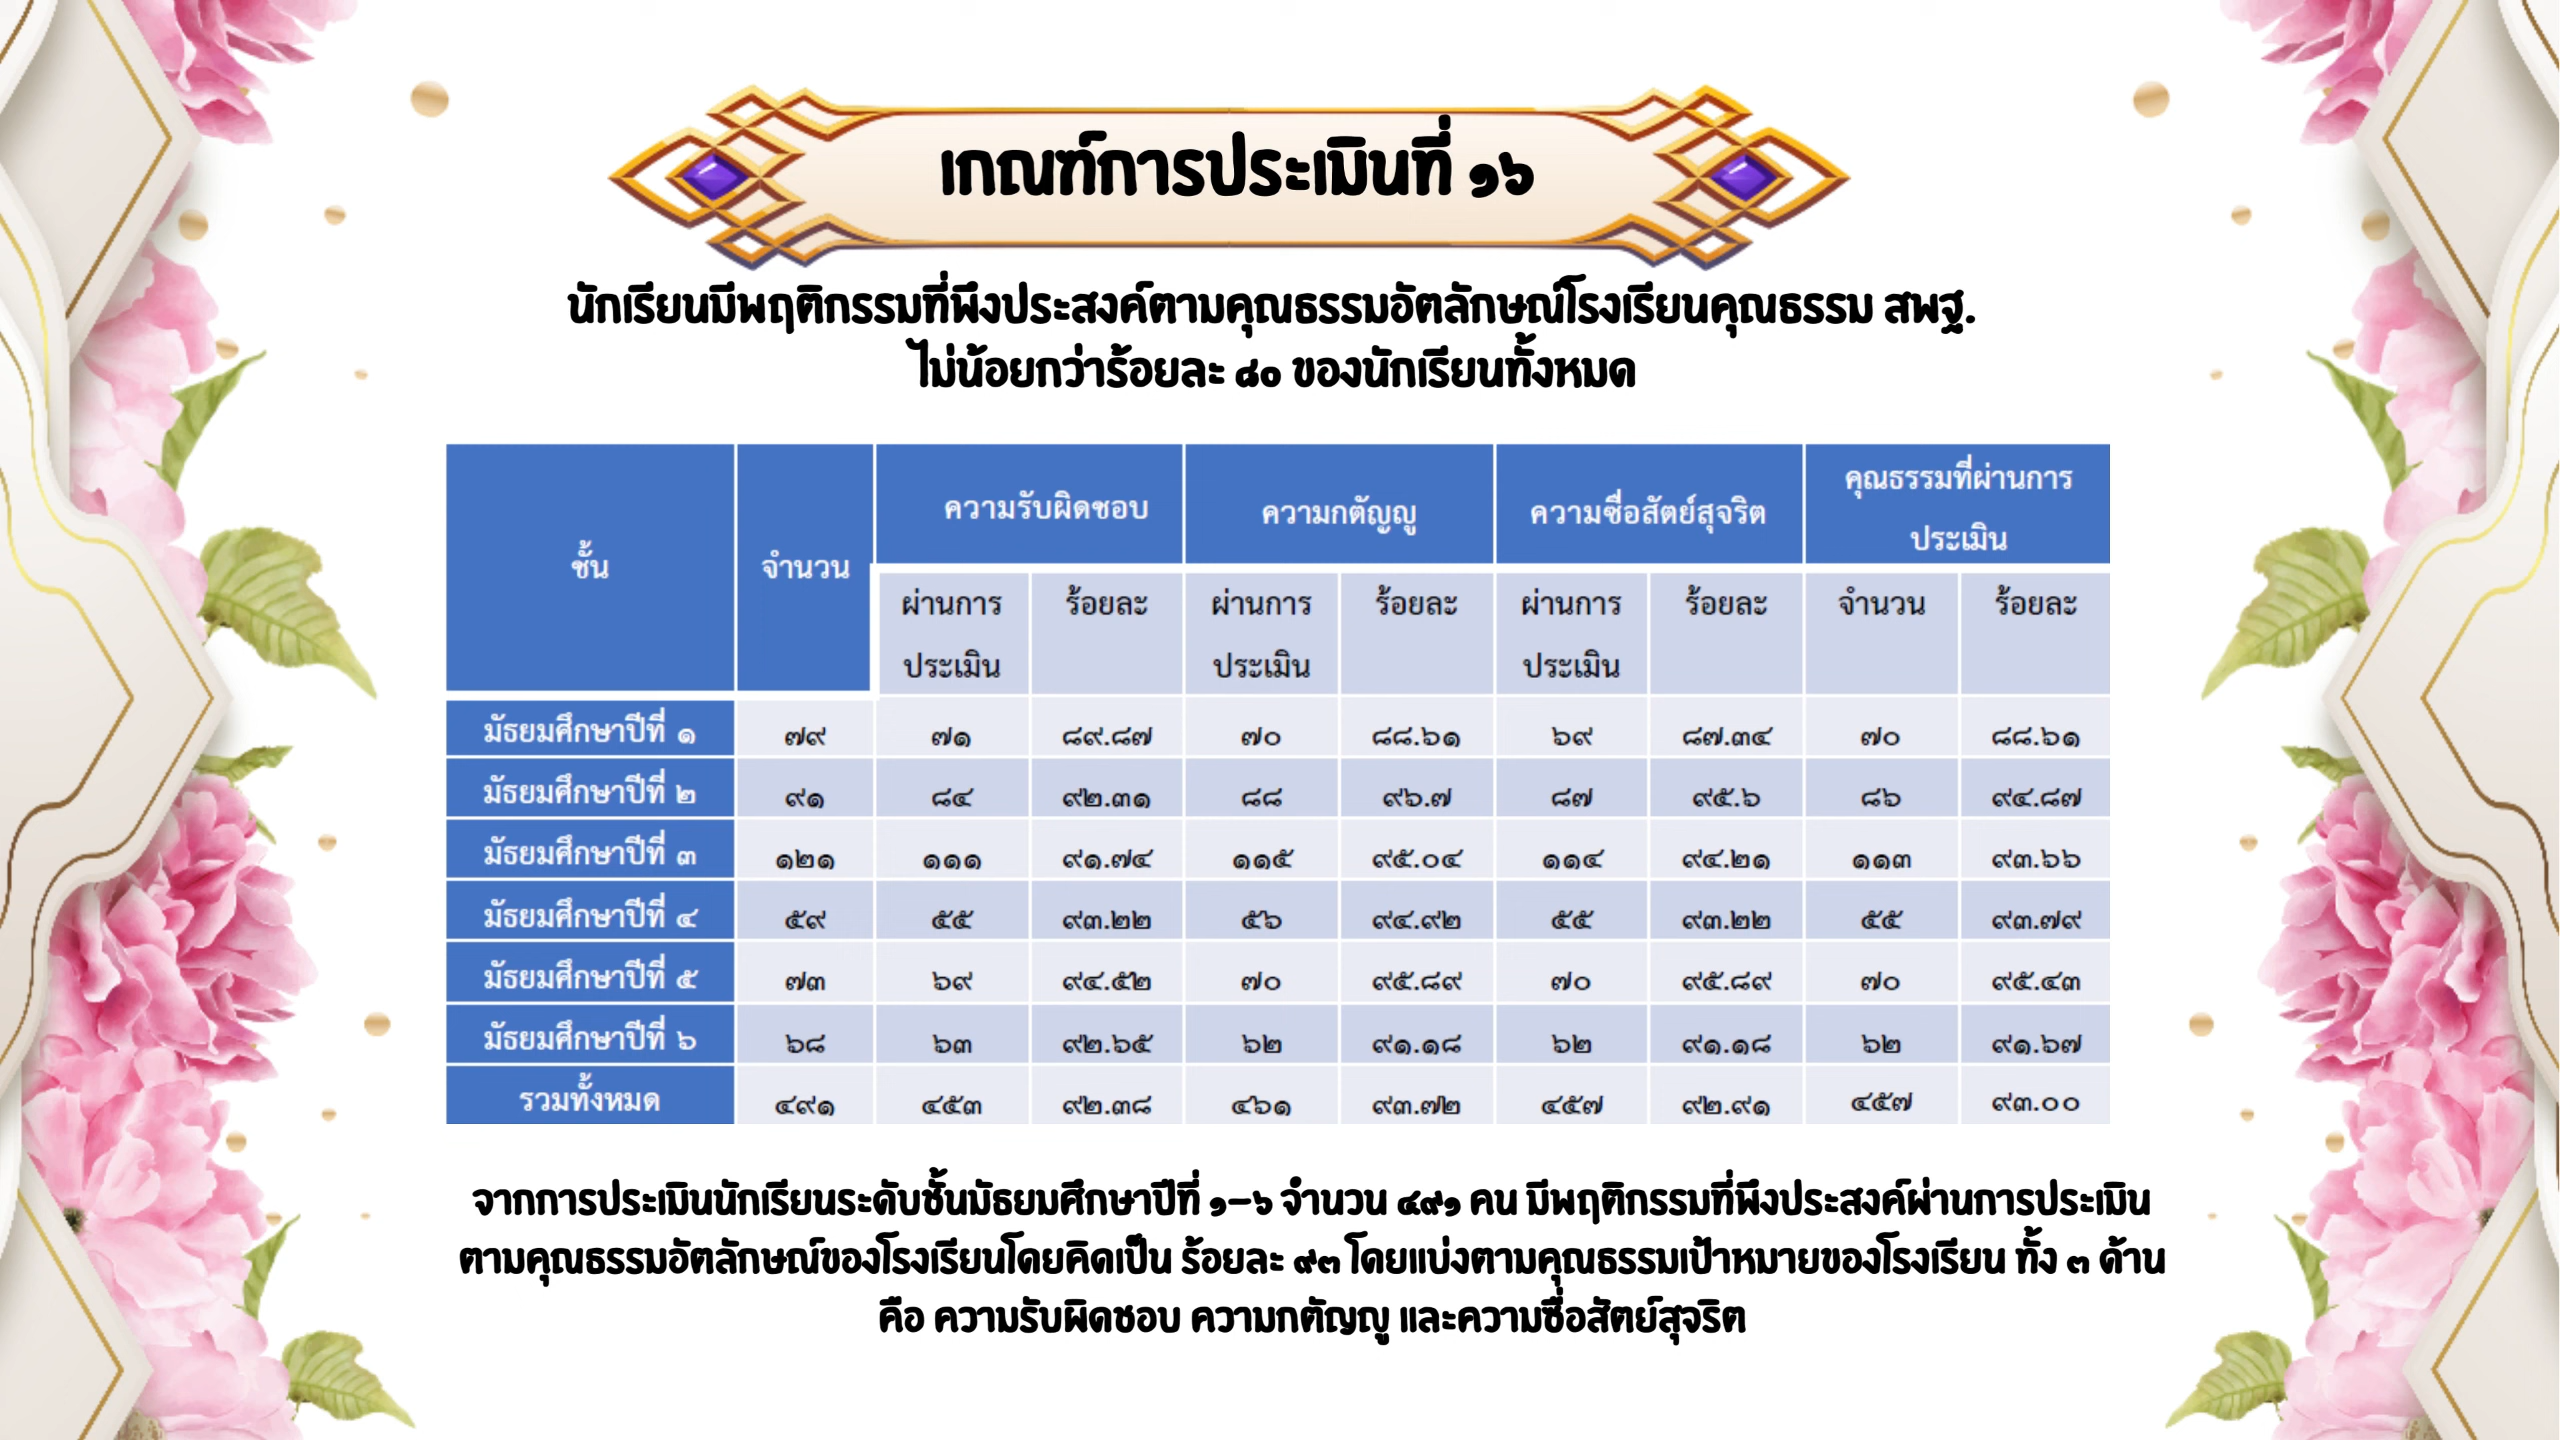 เกณฑ์การประเมินที่ ๑๖
นักเรียนมีพฤติกรรมที่พึงประสงค์ตามคุณธรรมอัตลักษณ์โรงเรียนคุณธรรม สพฐ.
ไม่น้อยกว่าร้อยละ ๘๐ ของนักเรียนทั้งหมด
ชั้น จำนวน ความรับผิดชอบ ความกตัญญู ความซื่อสัตย์สุจริต คุณธรรมที่ผ่านการ
ประเมิน
ผ่านการ ร้อยละ ผ่านการ ร้อยละ ผ่านการ ร้อยละ จำนวน ร้อยละ
ประเมิน ประเมิน ประเมิน
มัธยมศึกษาปีที่ ๑ ๗๙ ๗๑ ๘๙.๘๗ ๗๐ ๘๘.๖๑ ๖๙ ๘๗.๓๔ ๗๐ ๘๘.๖๑
มัธยมศึกษาปีที่ ๒ ๙๑ ๘๔ ๙๒.๓๑ ๘๘ ๙๖.๗ ๘๗ ๙๕.๖ ๘๖ ๙๔.๘๗
มัธยมศึกษาปีที่ ๓ ๑๒๑ ๑๑๑ ๙๑.๗๔ ๑๑๕ ๙๕.๐๔ ๑๑๔ ๙๔.๒๑ ๑๑๓ ๙๓.๖๖
มัธยมศึกษาปีที่ ๔ ๕๙ ๕๕ ๙๓.๒๒ ๕๖ ๙๔.๙๒ ๕๕ ๙๓.๒๒ ๕๕ ๙๓.๗๙
มัธยมศึกษาปีที่ ๕ ๗๓ ๖๙ ๙๔.๕๒ ๗๐ ๙๕.๘๙ ๗๐ ๙๕.๘๙ ๗๐ ๙๕.๔๓
มัธยมศึกษาปีที่ ๖ ๖๘ ๖๓ ๙๒.๖๕ ๖๒ ๙๑.๑๘ ๖๒ ๙๑.๑๘ ๖๒ ๙๑.๖๗
รวมทั้งหมด ๔๙๑ ๔๕๓ ๙๒.๓๘ ๔๖๑ ๙๓.๗๒ ๔๕๗ ๙๒.๙๑ ๔๕๗ ๙๓.๐๐
จากการประเมินนักเรียนระดับชั้นมัธยมศึกษาปีที่ ๑–๖ จำนวน ๔๙๑ คน มีพฤติกรรมที่พึงประสงค์ผ่านการประเมิน
ตามคุณธรรมอัตลักษณ์ของโรงเรียนโดยคิดเป็น ร้อยละ ๙๓ โดยแบ่งตามคุณธรรมเป้าหมายของโรงเรียน ทั้ง ๓ ด้าน
คือ ความรับผิดชอบ ความกตัญญู และความซื่อสัตย์สุจริต